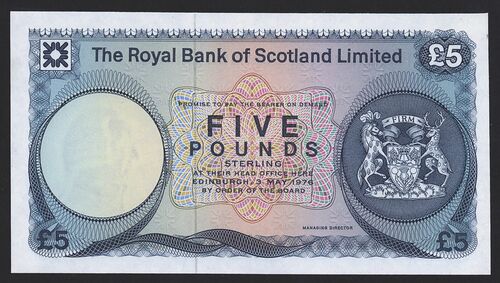 The Royal Bank of Scotland Limited
£5
PROMISE TO PAY THE BEARER ON DEMAND
FIVE
POUNDS
STERLING
AT THEIR HEAD OFFICE HERE
EDINBURGH, 3 MAY 1976
BY ORDER OF THE BOARD
FIRM
MANAGING DIRECTOR
£5
£5